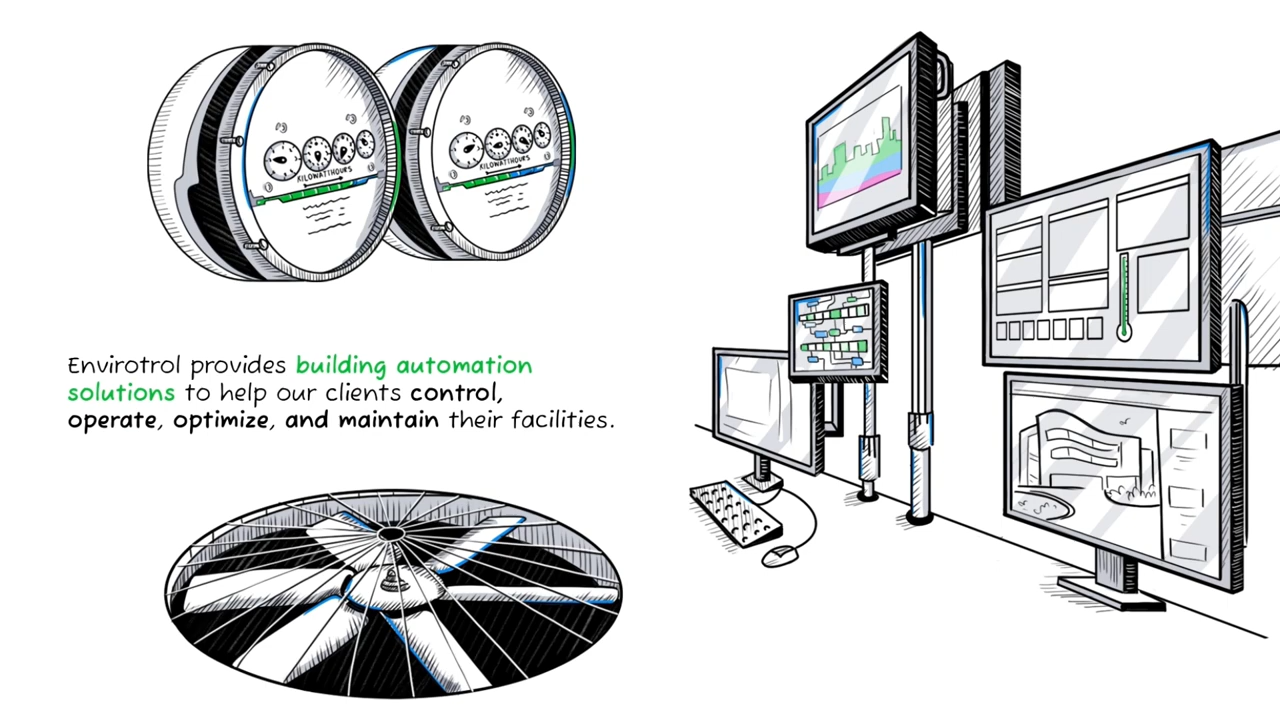 KILOWATTHOURS
KILOWATTHOURS
Envirotrol provides building automation
solutions to help our clients control,
operate, optimize, and maintain their facilities.